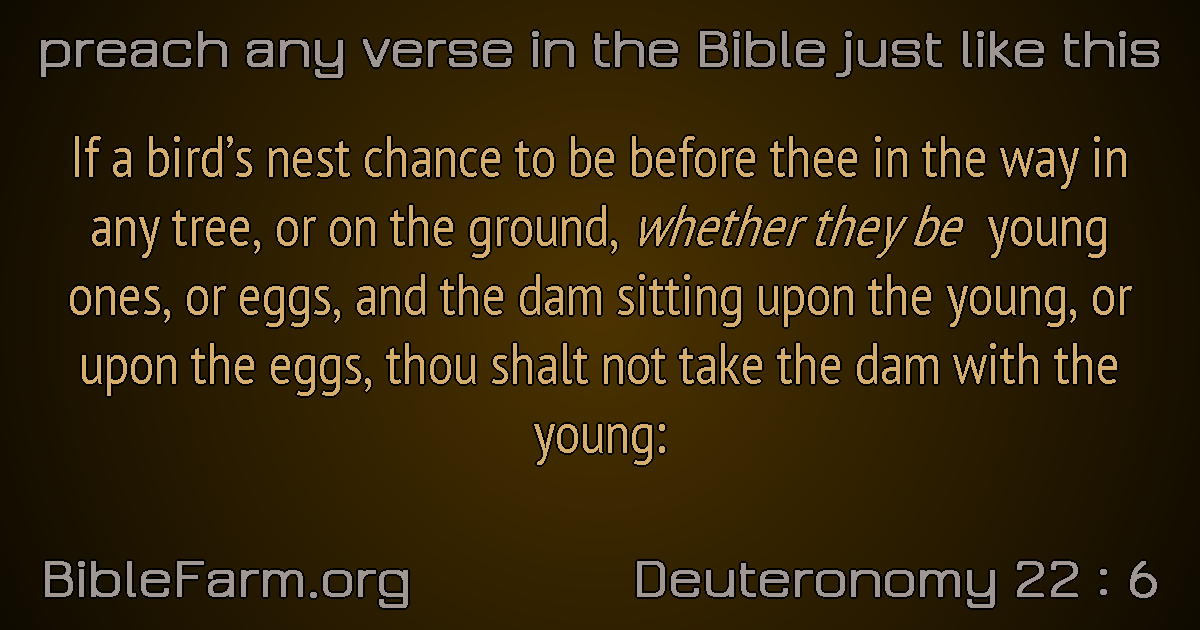 preach any verse in the Bible just like this
If a bird’s nest chance to be before thee in the way in
any tree, or on the ground, whether they be young
ones, or eggs, and the dam sitting upon the young, or
upon the eggs, thou shalt not take the dam with the
young:
BibleFarm.org
Deuteronomy 22 : 6